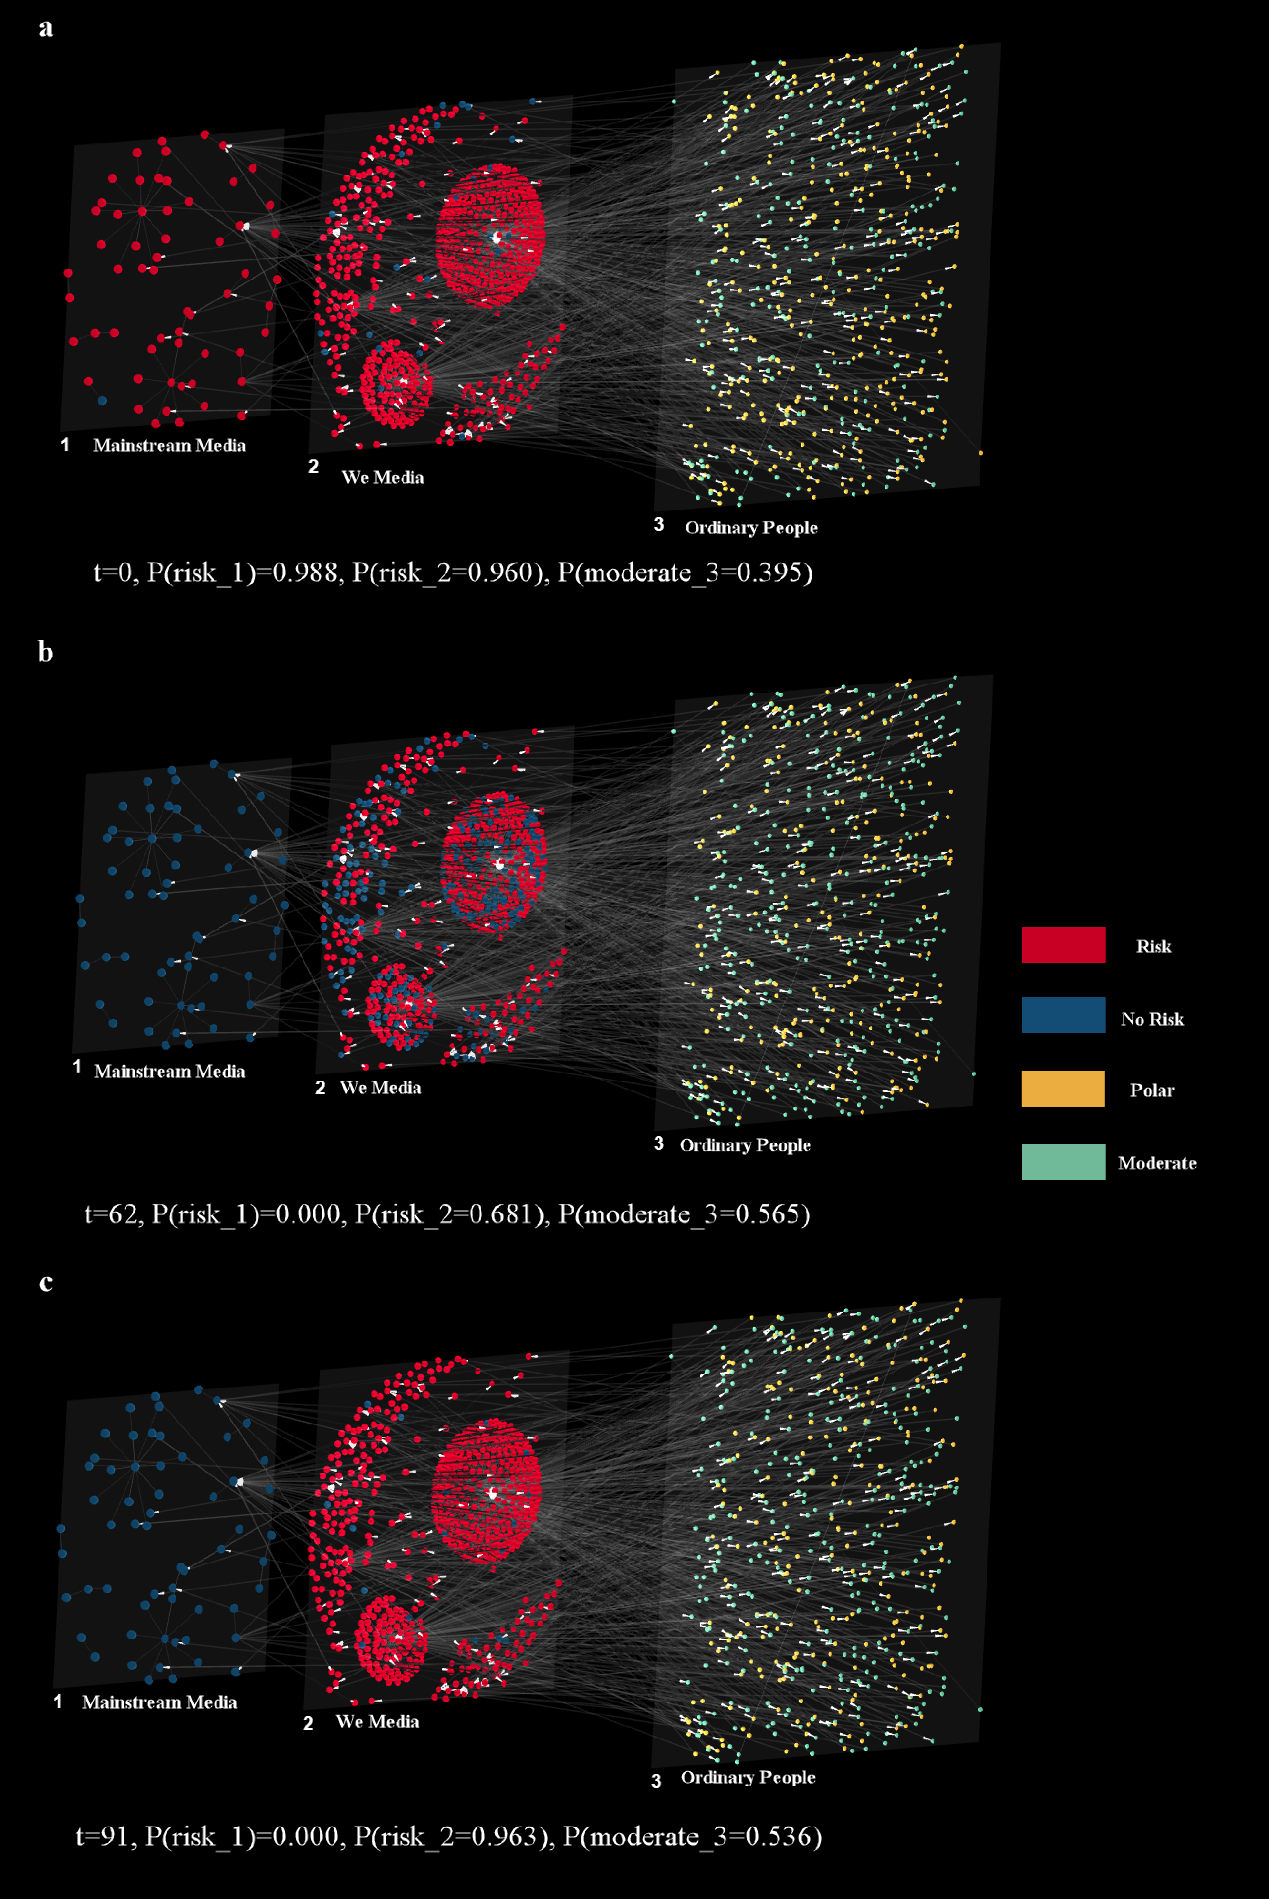 a
1 Mainstream Media
2 We Media
3 Ordinary People
t=0, P(risk_1)=0.988, P(risk_2=0.960), P(moderate_3=0.395)
b
Risk
No Risk
Polar
Moderate
1 Mainstream Media
2 We Media
3 Ordinary People
t=62, P(risk_1)=0.000, P(risk_2=0.681), P(moderate_3=0.565)
c
1 Mainstream Media
2 We Media
3 Ordinary People
t=91, P(risk_1)=0.000, P(risk_2=0.963), P(moderate_3=0.536)